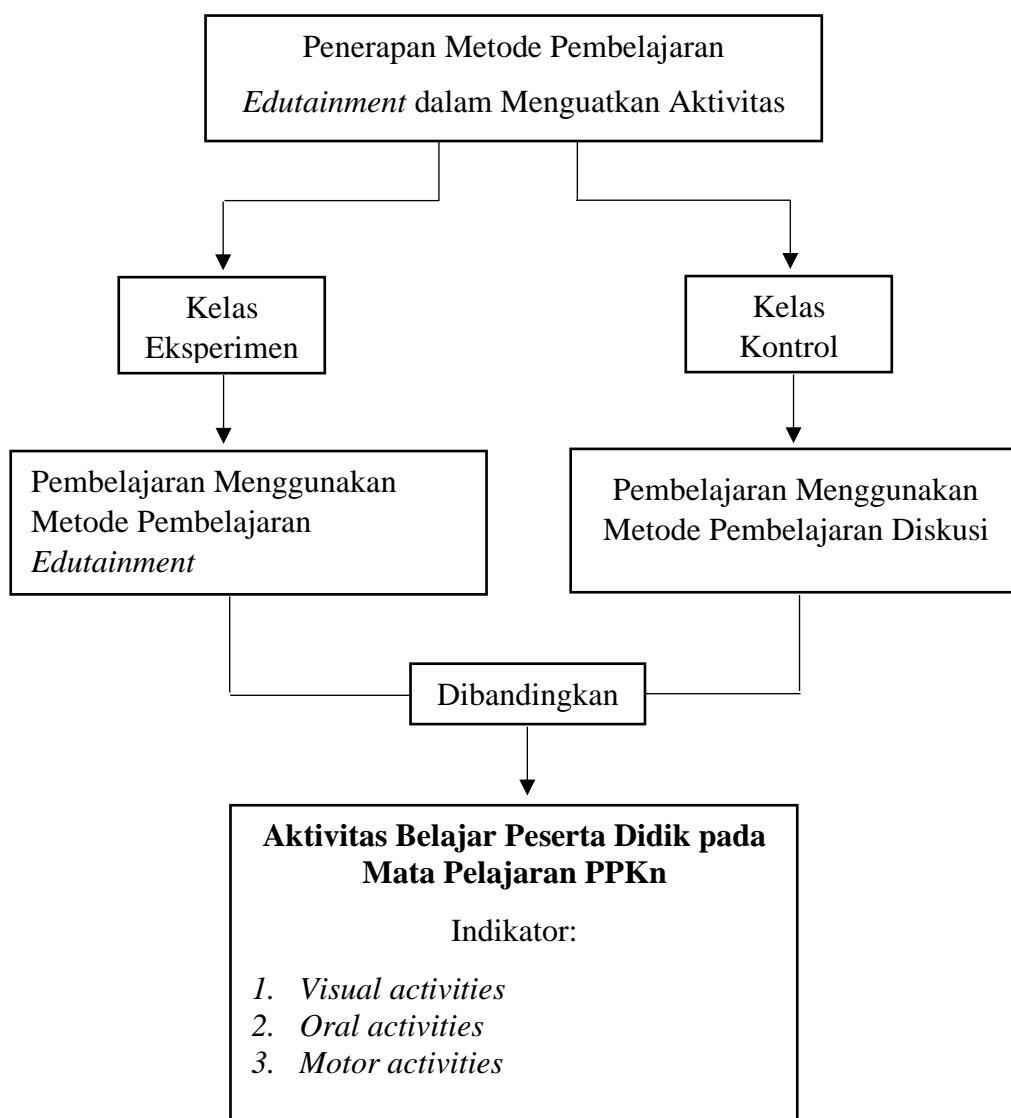 Penerapan Metode Pembelajaran
Edutainment dalam Menguatkan Aktivitas
Kelas
Eksperimen
Kelas
Kontrol
Pembelajaran Menggunakan
Metode Pembelajaran
Edutainment
Pembelajaran Menggunakan
Metode Pembelajaran Diskusi
Dibandingkan
Aktivitas Belajar Peserta Didik pada
Mata Pelajaran PPKn
Indikator:
1. Visual activities
2. Oral activities
3. Motor activities